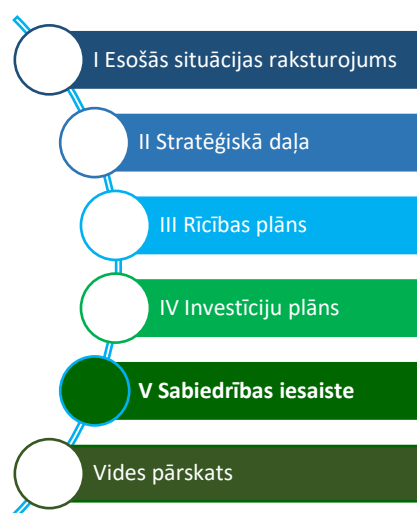 I Esošās situācijas raksturojums
II Stratēģiskā daļa
III Rīcības plāns
IV Investīciju plāns
V Sabiedrības iesaiste
Vides pārskats